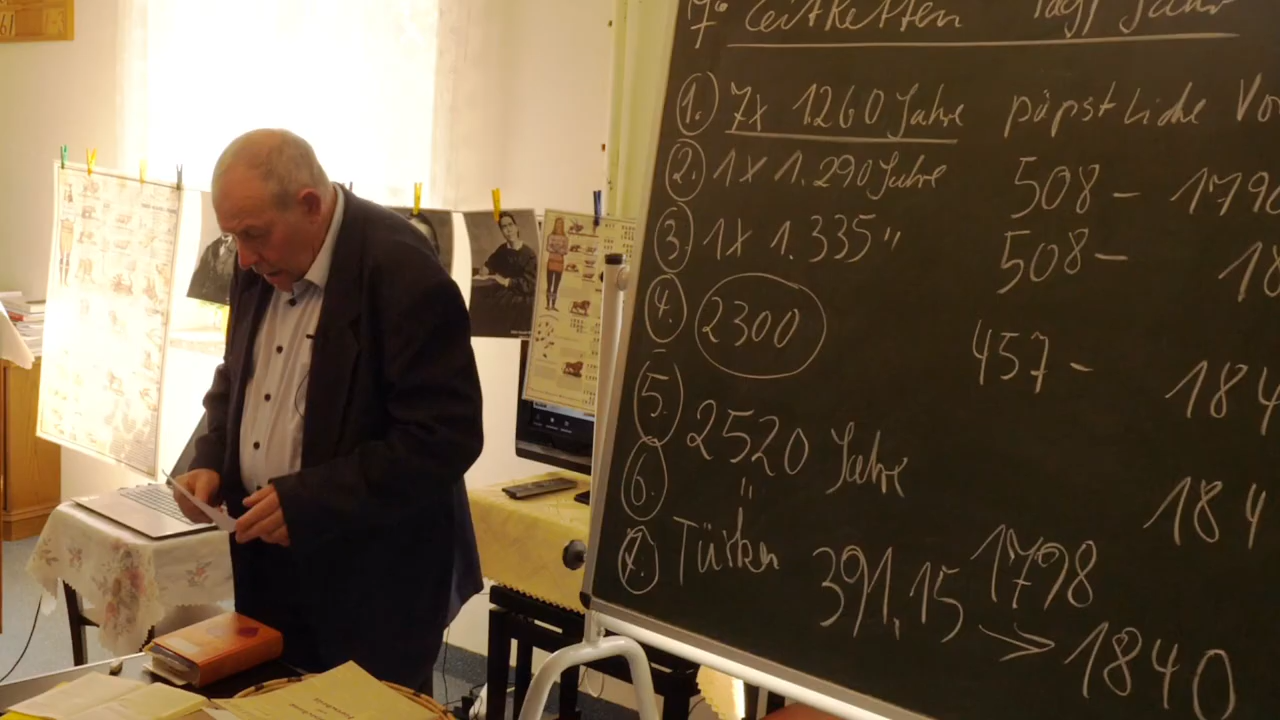 7 Zeitketten Tag/Jahr
1. 7x 1260 Jahre päpstliche Vo
2. 1x 1.290 Jahre 508 - 1798
3. 1x 1.335 " 508 - 18
4. 2300 457 - 184
5. 2520 Jahre
6. " 184
7. Türken 391,15 1798
→ 1840